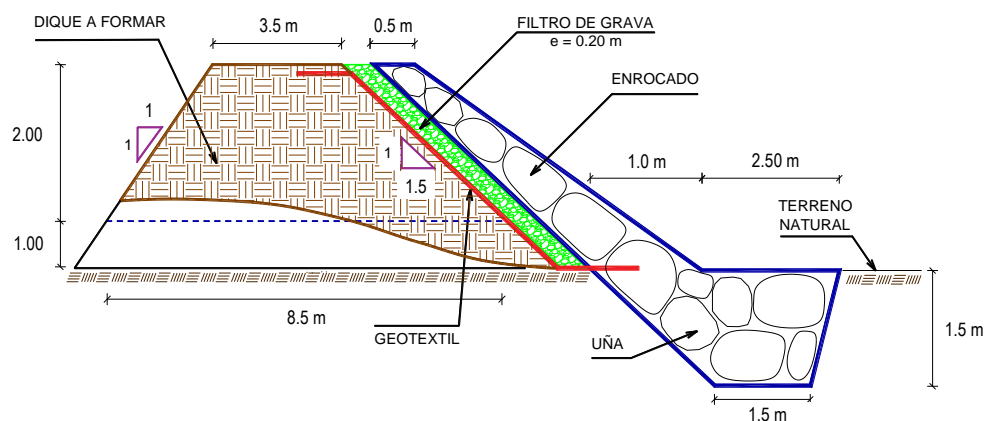 DIQUE A FORMAR
3.5 m
0.5 m
FILTRO DE GRAVA
e = 0.20 m
ENROCADO
1
1
2.00
1
1.5
1.0 m
2.50 m
TERRENO
NATURAL
1.00
8.5 m
GEOTEXTIL
UÑA
1.5 m
1.5 m